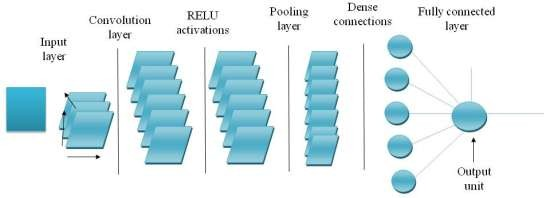 Input
layer
Convolution
layer
RELU
activations
Pooling
layer
Dense
connections
Fully connected
layer
Output
unit